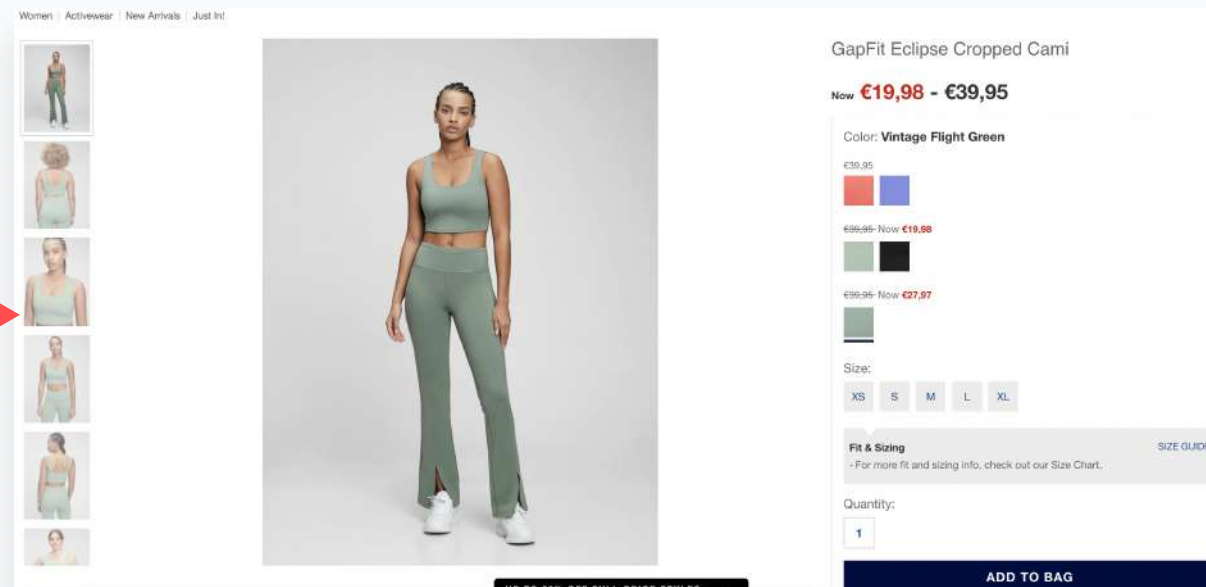 Women | Activewear | New Arrivals | Just In!
GapFit Eclipse Cropped Cami
Now €19,98 - €39,95
Color: Vintage Flight Green
€39,95
€39,95 Now €19,98
€39,95 Now €27,97
Size:
XS S M L XL
Fit & Sizing
SIZE GUIDE
- For more fit and sizing info, check out our Size Chart.
Quantity:
1
ADD TO BAG